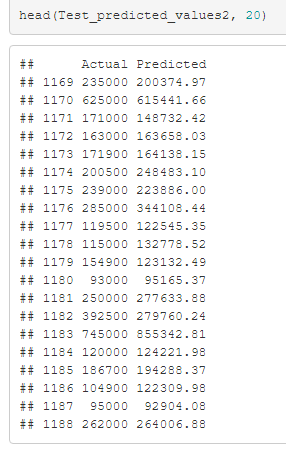 head(Test_predicted_values2, 20)
## Actual Predicted
## 1169 235000 200374.97
## 1170 625000 615441.66
## 1171 171000 148732.42
## 1172 163000 163658.03
## 1173 171900 164138.15
## 1174 200500 248483.10
## 1175 239000 223886.00
## 1176 285000 344108.44
## 1177 119500 122545.35
## 1178 115000 132778.52
## 1179 154900 123132.49
## 1180 93000 95165.37
## 1181 250000 277633.88
## 1182 392500 279760.24
## 1183 745000 855342.81
## 1184 120000 124221.98
## 1185 186700 194288.37
## 1186 104900 122309.98
## 1187 95000 92904.08
## 1188 262000 264006.88